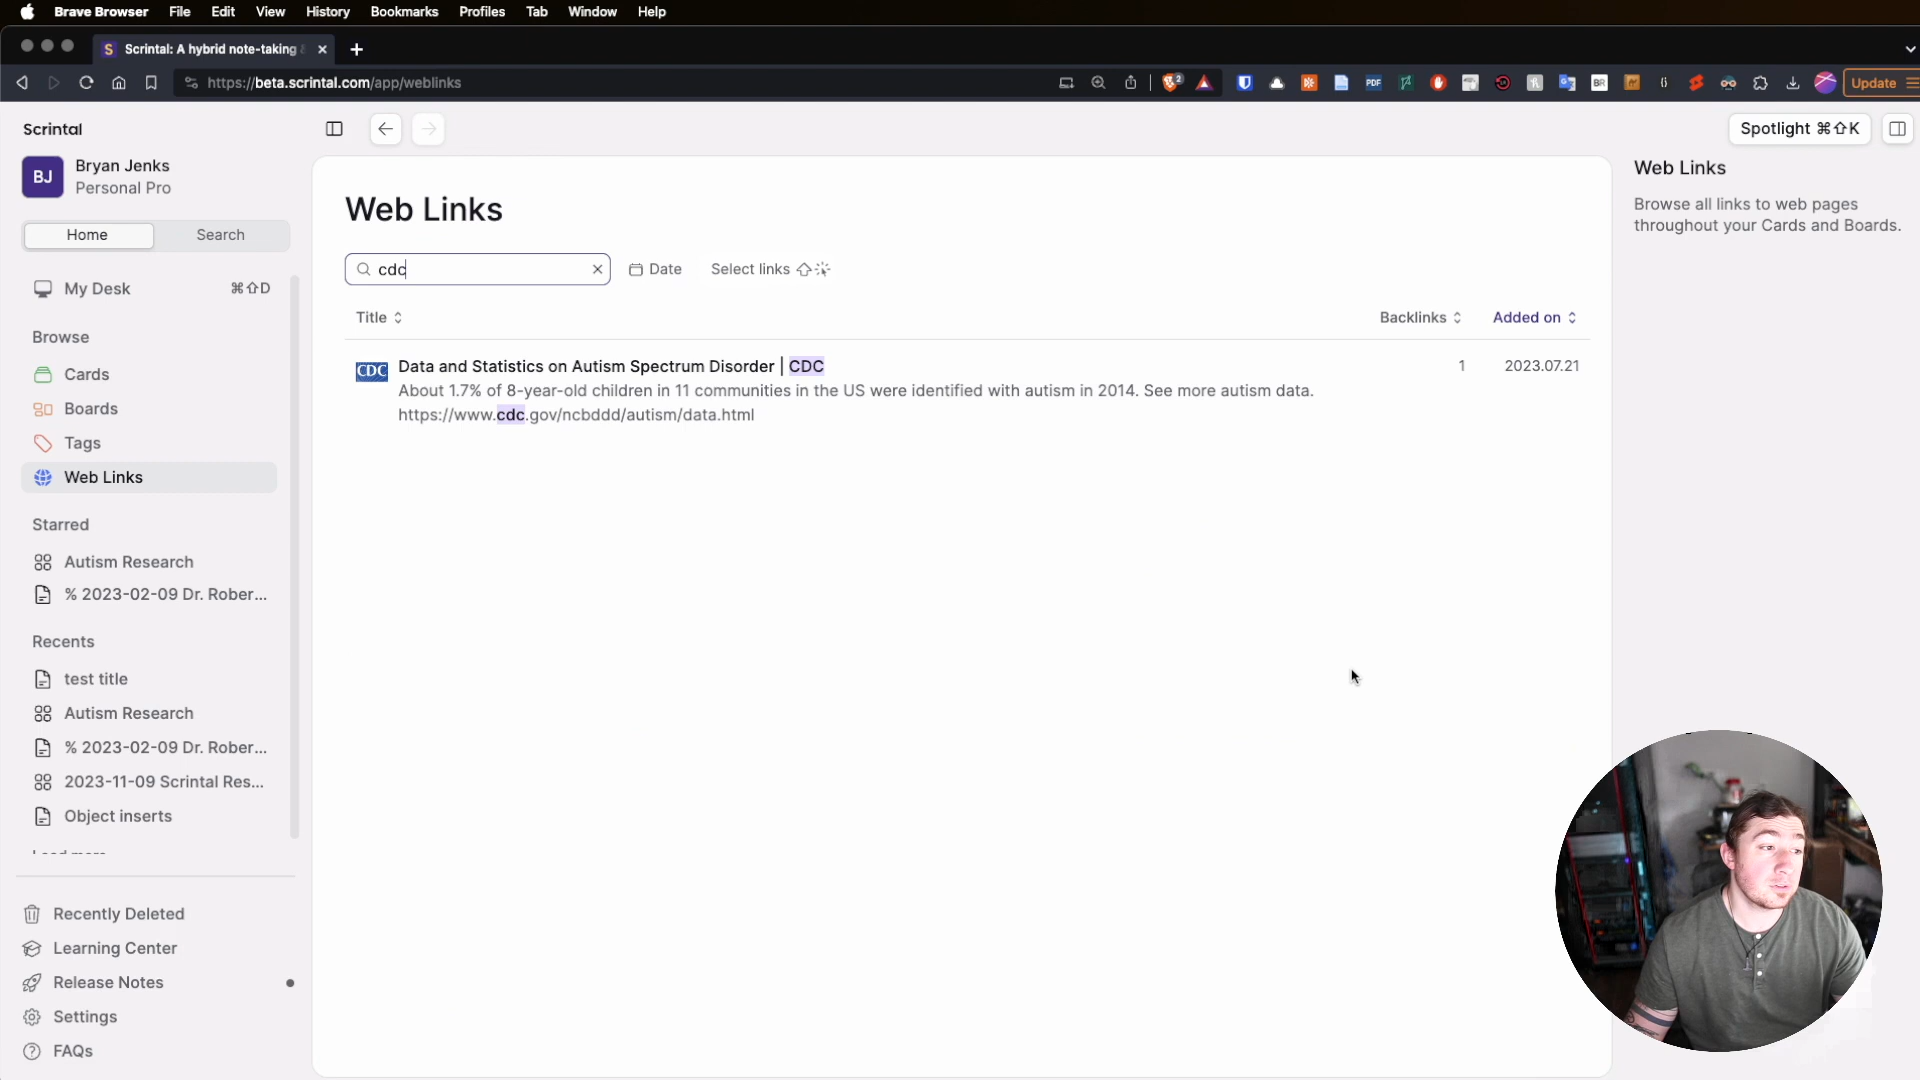 Brave Browser File Edit View History Bookmarks Profiles Tab Window Help
S Scrintal: A hybrid note-taking
https://beta.scrintal.com/app/weblinks
2 PDF BR Update
Scrintal
Spotlight ⌘⇧K
BJ
Bryan Jenks
Personal Pro
Home Search
My Desk ⌘⇧D
Browse
Cards
Boards
Tags
Web Links
Starred
Autism Research
% 2023-02-09 Dr. Rober...
Recents
test title
Autism Research
% 2023-02-09 Dr. Rober...
2023-11-09 Scrintal Res...
Object inserts
Recently Deleted
Learning Center
Release Notes
Settings
FAQs
Web Links
cdc
Date Select links
Title Backlinks Added on
CDC Data and Statistics on Autism Spectrum Disorder | CDC 1 2023.07.21
About 1.7% of 8-year-old children in 11 communities in the US were identified with autism in 2014. See more autism data.
https://www.cdc.gov/ncbddd/autism/data.html
Web Links
Browse all links to web pages
throughout your Cards and Boards.